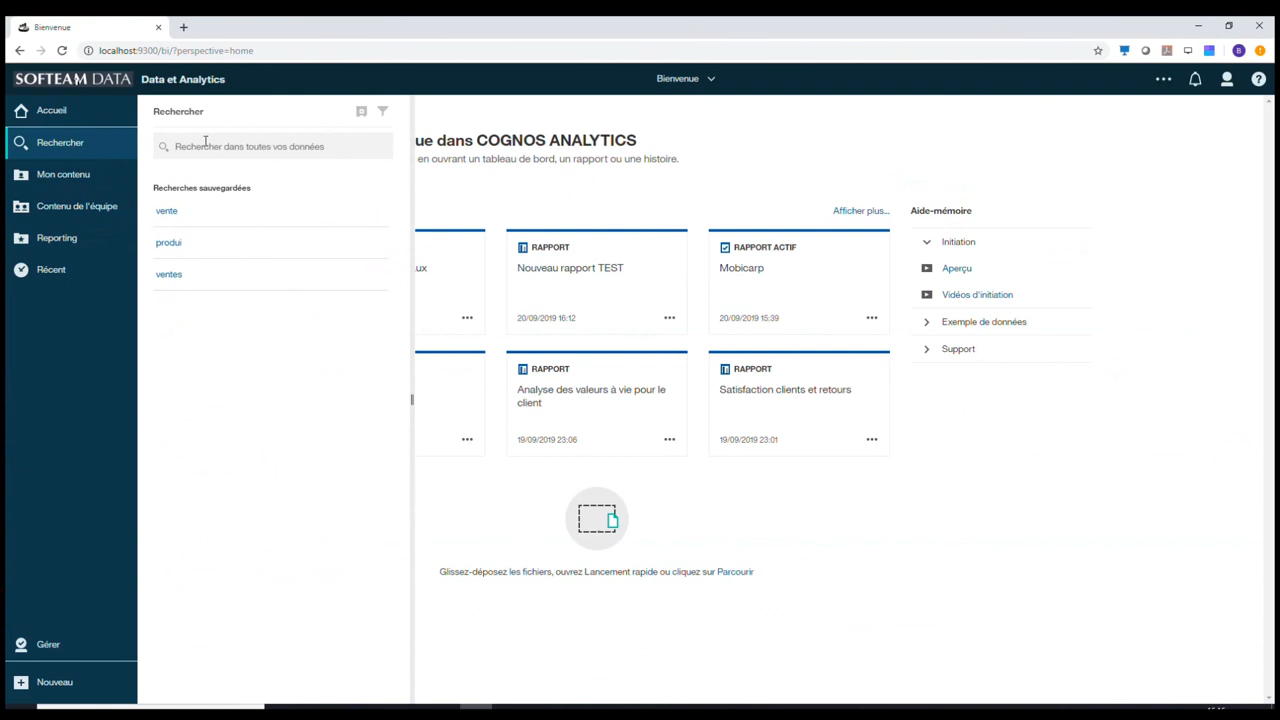 Bienvenue
localhost:9300/bi/?perspective=home
B
SOFTEAM DATA
Data et Analytics
Bienvenue
Accueil
Rechercher
Mon contenu
Contenu de l'équipe
Reporting
Récent
Gérer
Nouveau
Rechercher
Rechercher dans toutes vos données
Recherches sauvegardées
vente
produi
ventes
ue dans COGNOS ANALYTICS
en ouvrant un tableau de bord, un rapport ou une histoire.
Afficher plus...
ux
RAPPORT
Nouveau rapport TEST
20/09/2019 16:12
RAPPORT ACTIF
Mobicarp
20/09/2019 15:39
RAPPORT
Analyse des valeurs à vie pour le
client
19/09/2019 23:06
RAPPORT
Satisfaction clients et retours
19/09/2019 23:01
Glissez-déposez les fichiers, ouvrez Lancement rapide ou cliquez sur Parcourir
Aide-mémoire
Initiation
Aperçu
Vidéos d'initiation
Exemple de données
Support